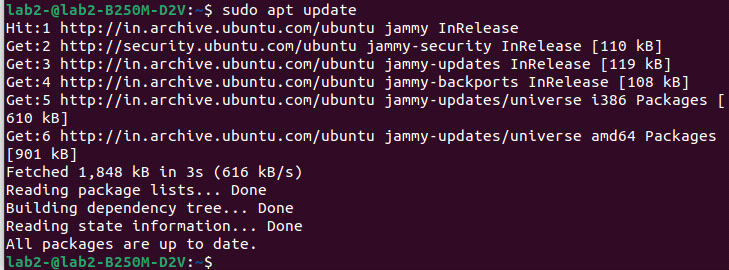 lab2-@lab2-B250M-D2V:~$ sudo apt update
Hit:1 http://in.archive.ubuntu.com/ubuntu jammy InRelease
Get:2 http://security.ubuntu.com/ubuntu jammy-security InRelease [110 kB]
Get:3 http://in.archive.ubuntu.com/ubuntu jammy-updates InRelease [119 kB]
Get:4 http://in.archive.ubuntu.com/ubuntu jammy-backports InRelease [108 kB]
Get:5 http://in.archive.ubuntu.com/ubuntu jammy-updates/universe i386 Packages [
610 kB]
Get:6 http://in.archive.ubuntu.com/ubuntu jammy-updates/universe amd64 Packages
[901 kB]
Fetched 1,848 kB in 3s (616 kB/s)
Reading package lists... Done
Building dependency tree... Done
Reading state information... Done
All packages are up to date.
lab2-@lab2-B250M-D2V:~$